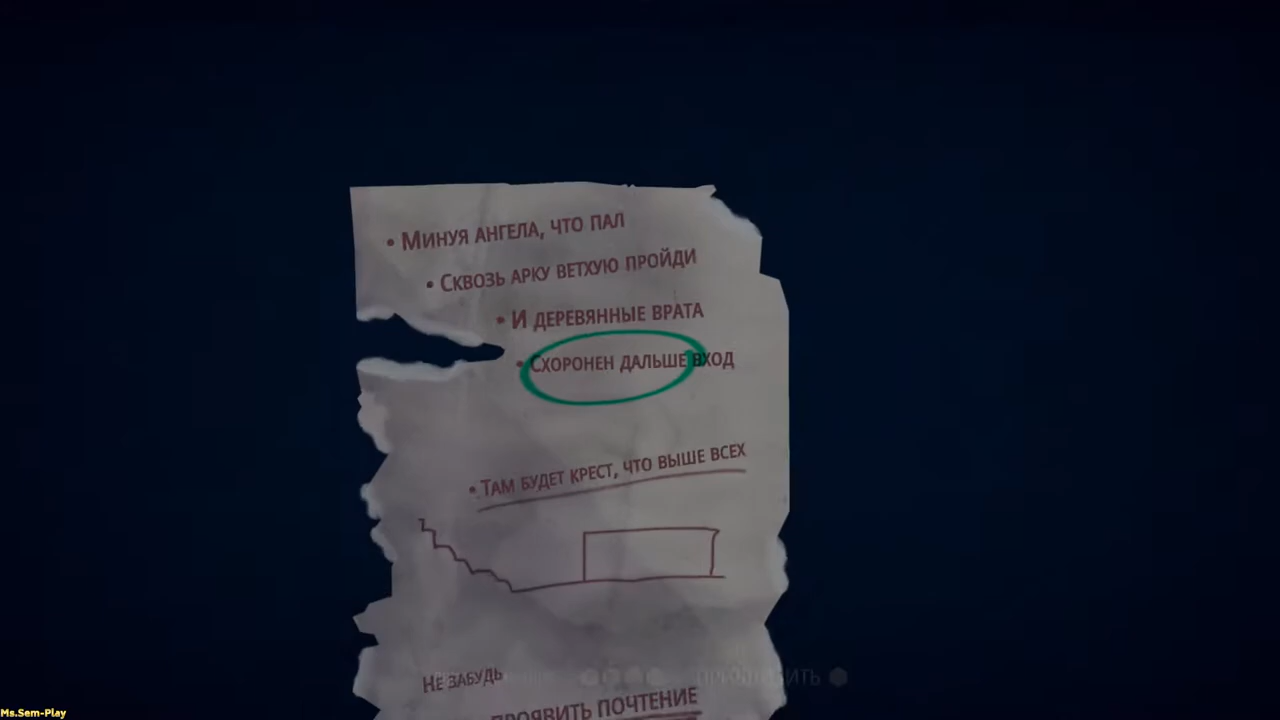 • Минуя ангела, что пал
• Сквозь арку ветхую пройди
• И деревянные врата
• Схоронен дальше вход
• Там будет крест, что выше всех
Не забудь
проявить почтение
Ms.Sem-Play